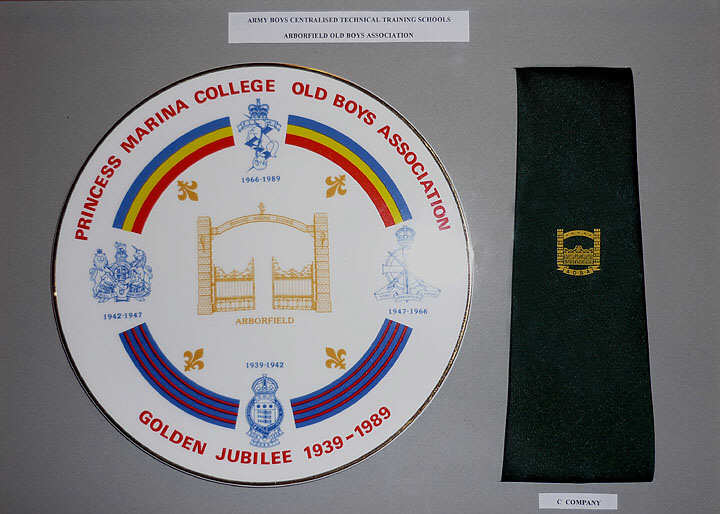 ARMY BOYS CENTRALISED TECHNICAL TRAINING SCHOOLS
ARBORFIELD OLD BOYS ASSOCIATION
PRINCESS MARINA COLLEGE OLD BOYS ASSOCIATION
1966-1989
1942-1947
1947-1966
ARBORFIELD
1939-1942
GOLDEN JUBILEE 1939-1989
AOBA
C COMPANY